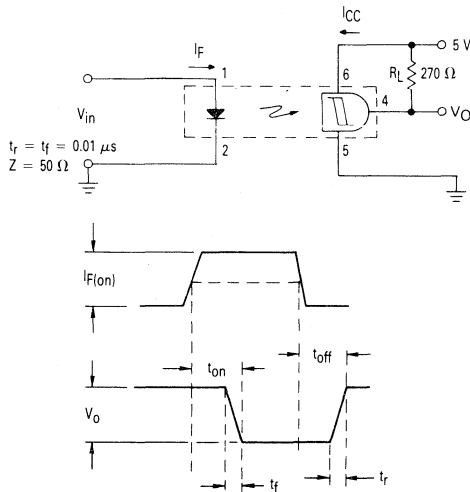 I_CC
5 V
I_F
1
6
R_L 270 Ω
4
V_O
V_in
2
5
t_r = t_f = 0.01 μs
Z = 50 Ω
I_F(on)
t_on
t_off
V_o
t_f
t_r